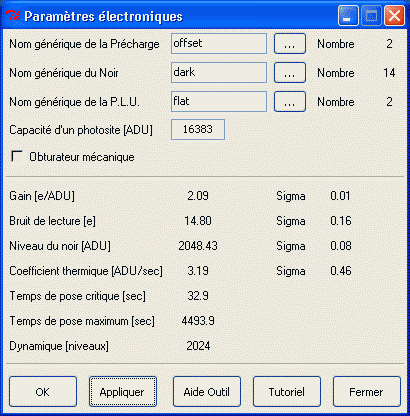 Paramètres électroniques
Nom générique de la Précharge offset ... Nombre 2
Nom générique du Noir dark ... Nombre 14
Nom générique de la P.L.U. flat ... Nombre 2
Capacité d'un photosite [ADU] 16383
Obturateur mécanique
Gain [e/ADU] 2.09 Sigma 0.01
Bruit de lecture [e] 14.80 Sigma 0.16
Niveau du noir [ADU] 2048.43 Sigma 0.08
Coefficient thermique [ADU/sec] 3.19 Sigma 0.46
Temps de pose critique [sec] 32.9
Temps de pose maximum [sec] 4493.9
Dynamique [niveaux] 2024
OK Appliquer Aide Outil Tutoriel Fermer